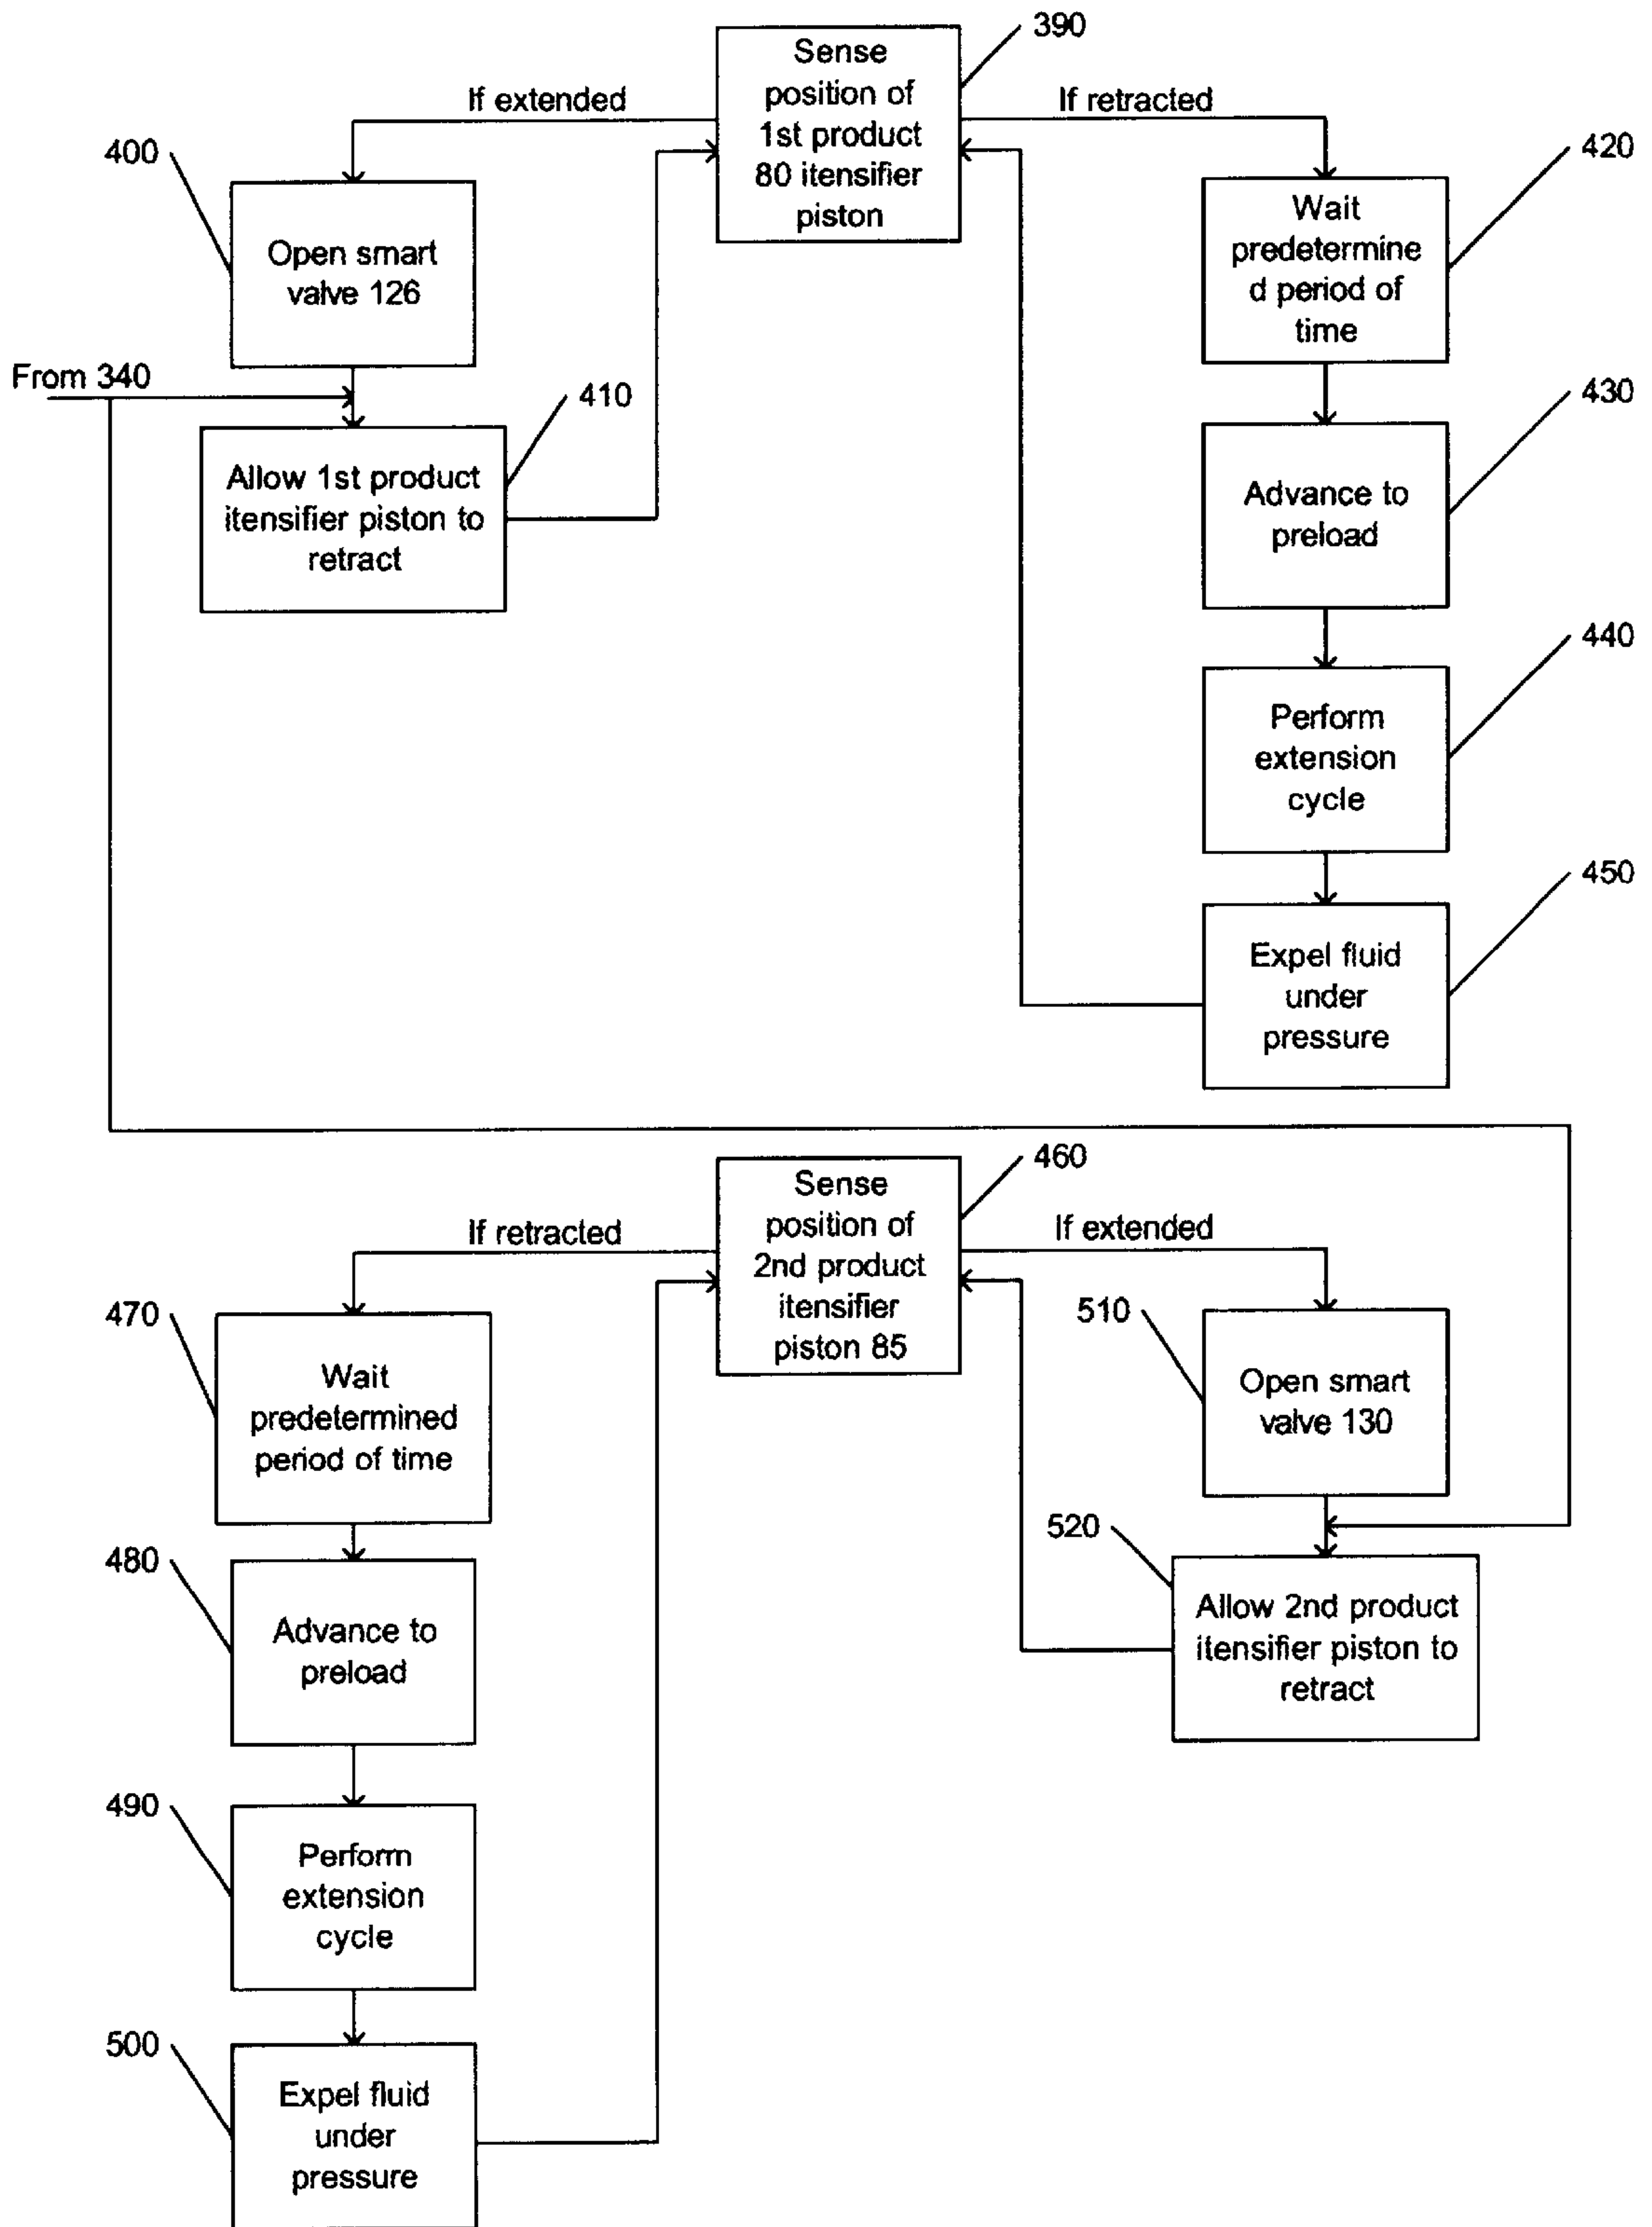 390
Sense
position of
1st product
80 itensifier
piston
If extended
If retracted
400
Open smart
valve 126
420
Wait
predetermine
d period of
time
From 340
410
Allow 1st product
itensifier piston to
retract
430
Advance to
preload
440
Perform
extension
cycle
450
Expel fluid
under
pressure
460
Sense
position of
2nd product
itensifier
piston 85
If retracted
If extended
470
Wait
predetermined
period of time
510
Open smart
valve 130
480
Advance to
preload
520
Allow 2nd product
itensifier piston to
retract
490
Perform
extension
cycle
500
Expel fluid
under
pressure